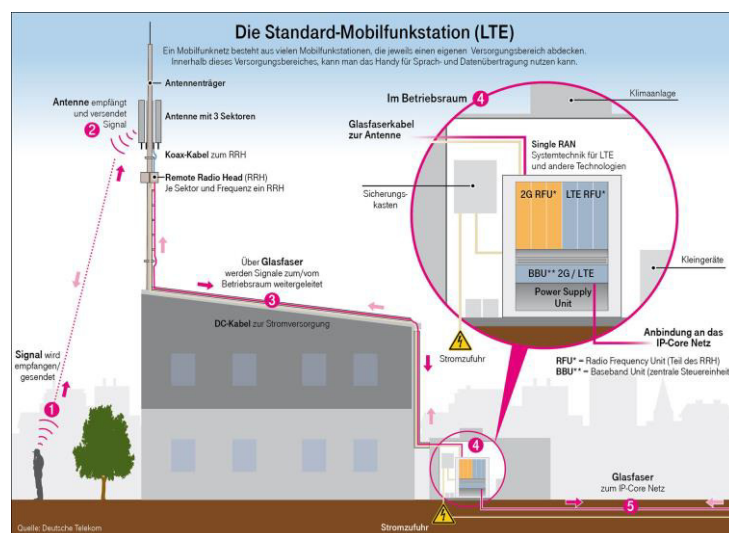 Die Standard-Mobilfunkstation (LTE)
Ein Mobilfunknetz besteht aus vielen Mobilfunkstationen, die jeweils einen eigenen Versorgungsbereich abdecken.
Innerhalb dieses Versorgungsbereiches, kann man das Handy für Sprach- und Datenübertragung nutzen kann.
Antennenträger
Antenne empfängt
und versendet
Signal
2
Antenne mit 3 Sektoren
Koax-Kabel zum RRH
Remote Radio Head (RRH)
Je Sektor und Frequenz ein RRH
Über Glasfaser
werden Signale zum/vom
Betriebsraum weitergeleitet
3
DC-Kabel zur Stromversorgung
Signal wird
empfangen/
gesendet
1
Im Betriebsraum 4
Klimaanlage
Glasfaserkabel
zur Antenne
Single RAN
Systemtechnik für LTE
und andere Technologien
Sicherungs-
kasten
2G RFU* LTE RFU*
BBU** 2G / LTE
Power Supply
Unit
Kleingeräte
Anbindung an das
IP-Core Netz
Stromzufuhr
RFU* = Radio Frequency Unit (Teil des RRH)
BBU** = Baseband Unit (zentrale Steuereinheit
4
Glasfaser
zum IP-Core Netz
5
Stromzufuhr
Quelle: Deutsche Telekom